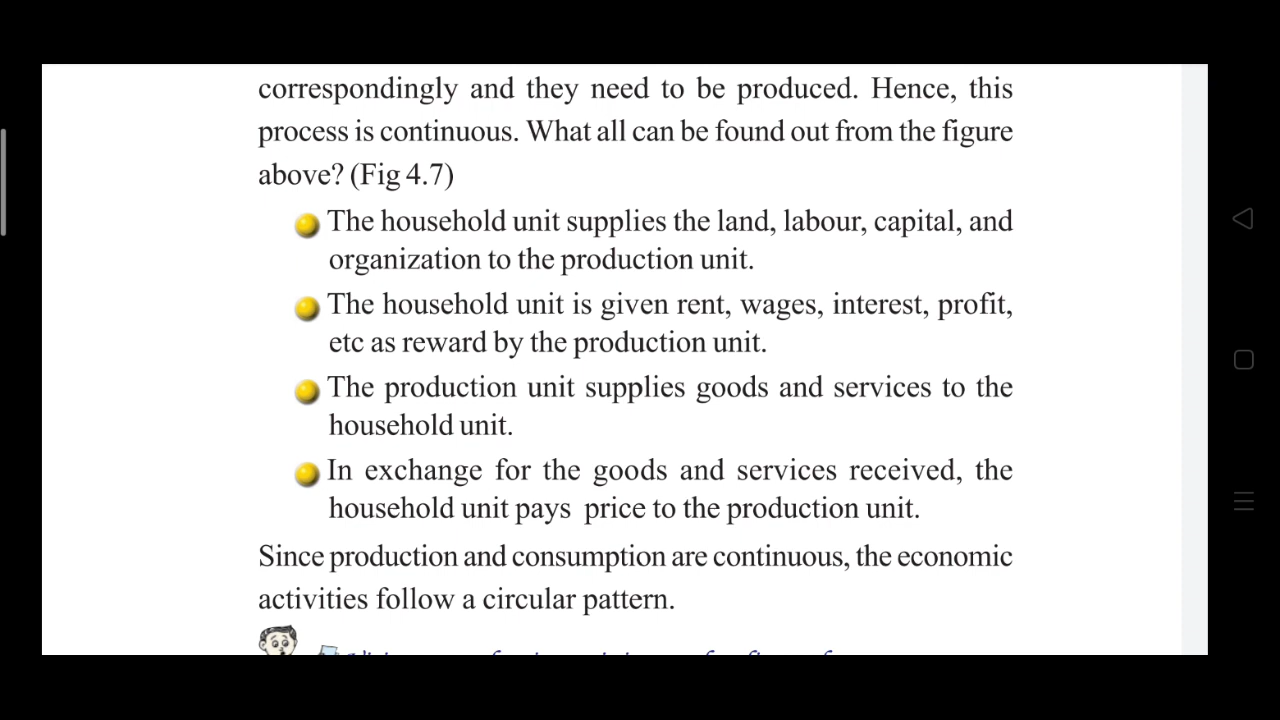 correspondingly and they need to be produced. Hence, this
process is continuous. What all can be found out from the figure
above? (Fig 4.7)
The household unit supplies the land, labour, capital, and
organization to the production unit.
The household unit is given rent, wages, interest, profit,
etc as reward by the production unit.
The production unit supplies goods and services to the
household unit.
In exchange for the goods and services received, the
household unit pays price to the production unit.
Since production and consumption are continuous, the economic
activities follow a circular pattern.